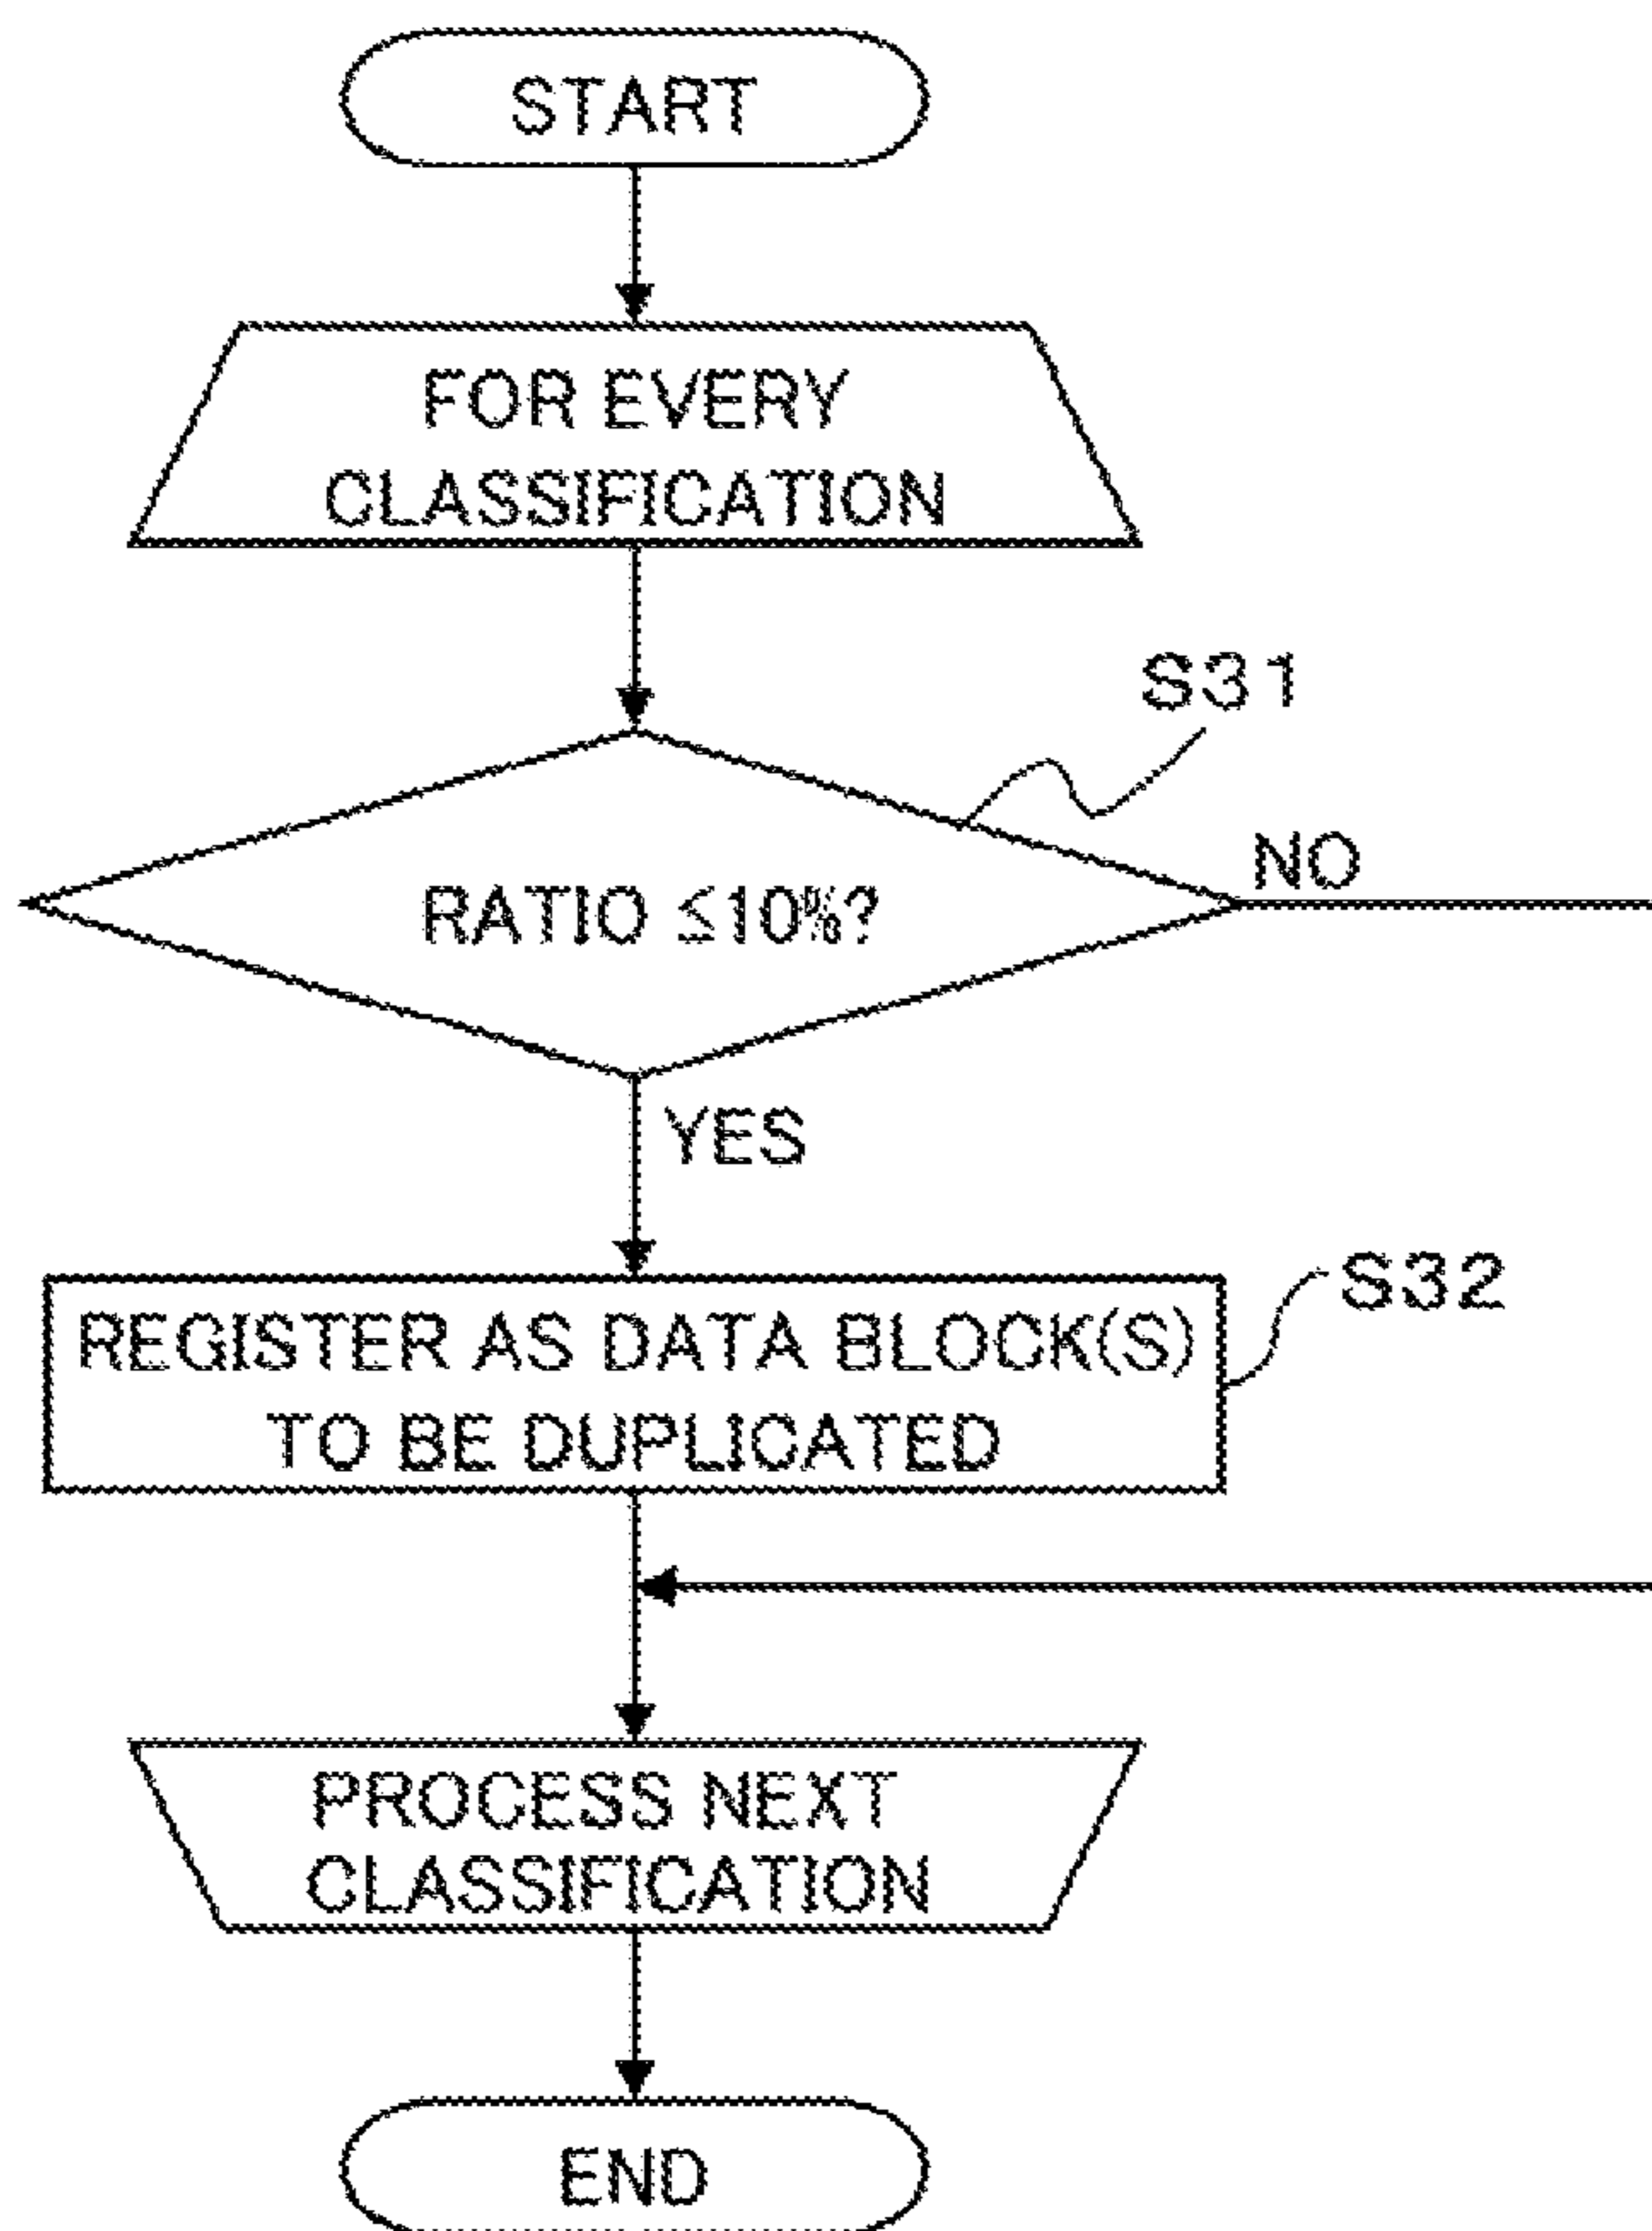 START
FOR EVERY
CLASSIFICATION
S31
RATIO ≦10%?
NO
YES
REGISTER AS DATA BLOCK(S)
TO BE DUPLICATED
S32
PROCESS NEXT
CLASSIFICATION
END